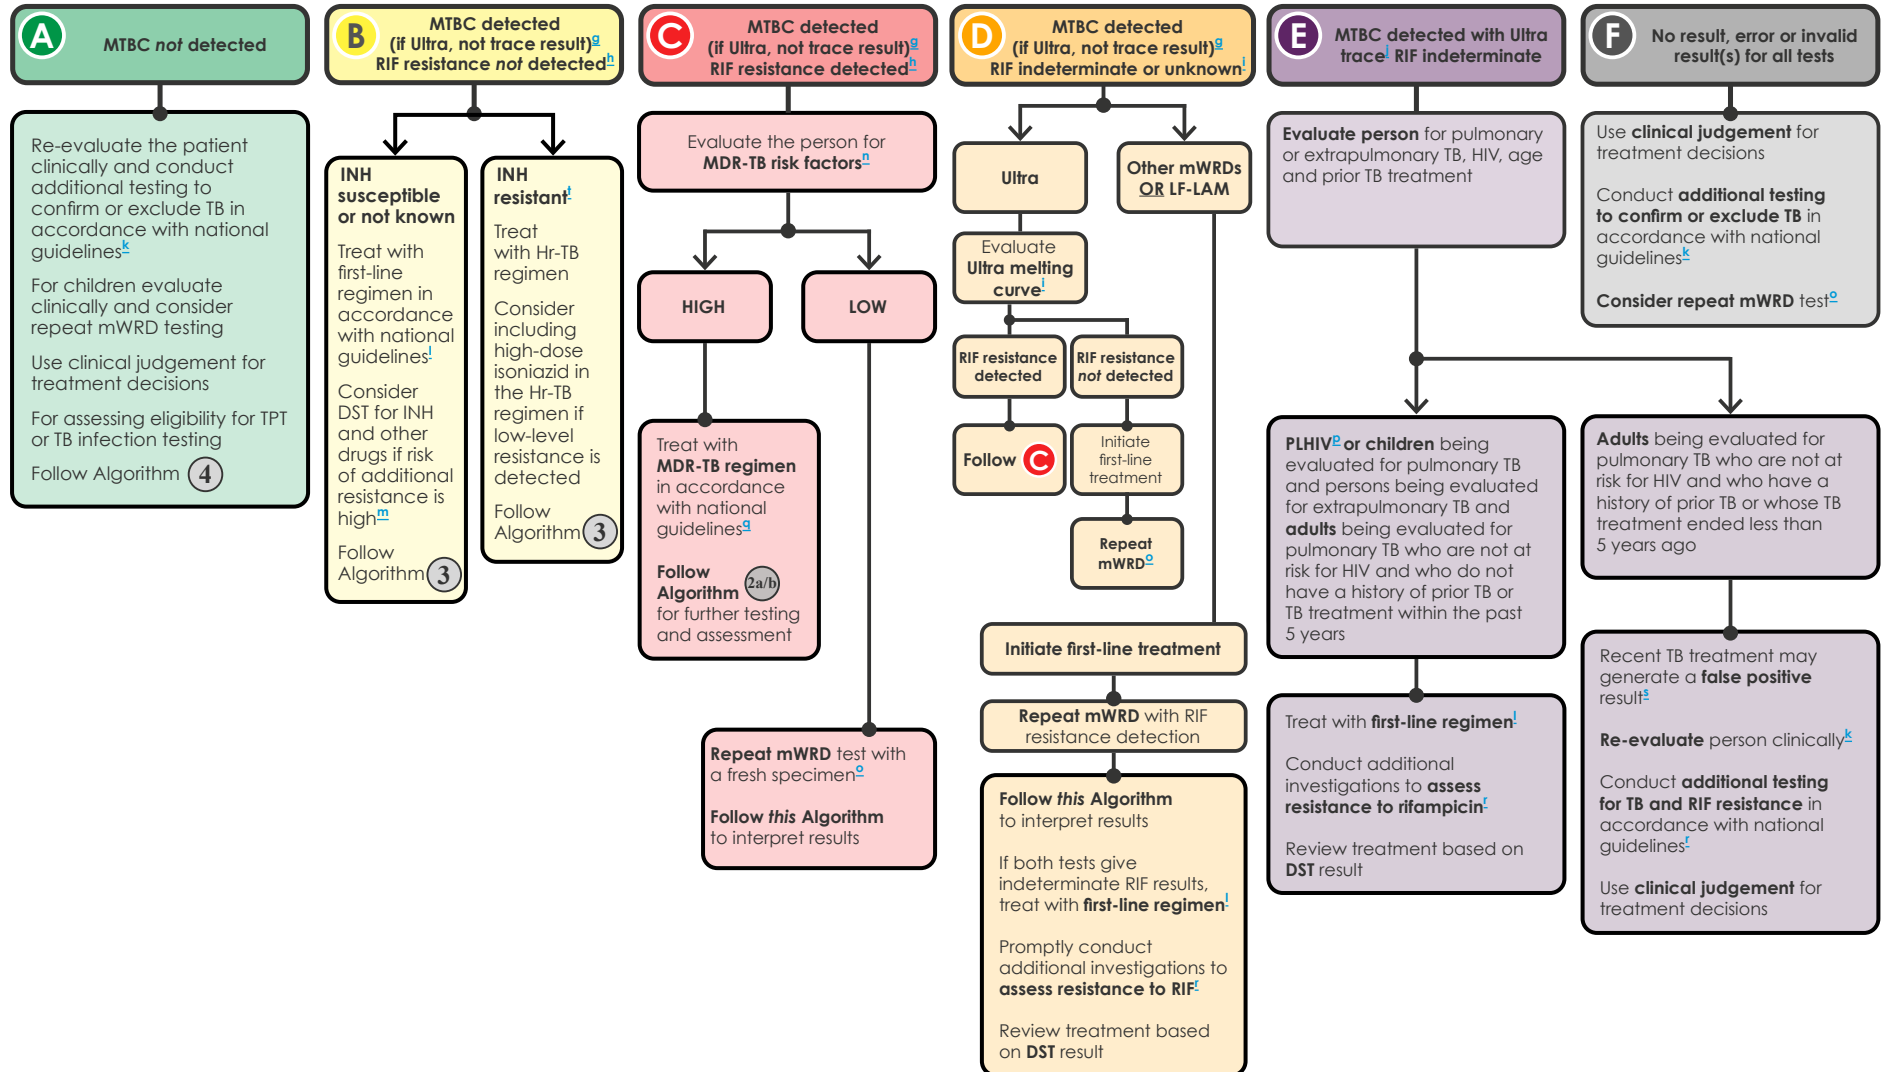 A
MTBC not detected
Re-evaluate the patient
clinically and conduct
additional testing to
confirm or exclude TB in
accordance with national
guidelinesk
For children evaluate
clinically and consider
repeat mWRD testing
Use clinical judgement for
treatment decisions
For assessing eligibility for TPT
or TB infection testing
Follow Algorithm 4
B
MTBC detected
(if Ultra, not trace result)g
RIF resistance not detectedh
INH
susceptible
or not known
Treat with
first-line
regimen in
accordance
with national
guidelinesl
Consider
DST for INH
and other
drugs if risk
of additional
resistance is
highm
Follow
Algorithm 3
INH
resistantt
Treat
with Hr-TB
regimen
Consider
including
high-dose
isoniazid in
the Hr-TB
regimen if
low-level
resistance is
detected
Follow
Algorithm 3
C
MTBC detected
(if Ultra, not trace result)g
RIF resistance detectedh
Evaluate the person for
MDR-TB risk factorsn
HIGH
LOW
Treat with
MDR-TB regimen
in accordance
with national
guidelinesq
Follow
Algorithm 2a/b
for further testing
and assessment
Repeat mWRD test with
a fresh specimeno
Follow this Algorithm
to interpret results
D
MTBC detected
(if Ultra, not trace result)g
RIF indeterminate or unknowni
Ultra
Other mWRDs
OR LF-LAM
Evaluate
Ultra melting
curvei
RIF resistance
detected
RIF resistance
not detected
Follow C
Initiate
first-line
treatment
Repeat
mWRDo
Initiate first-line treatment
Repeat mWRD with RIF
resistance detection
Follow this Algorithm
to interpret results
If both tests give
indeterminate RIF results,
treat with first-line regimenl
Promptly conduct
additional investigations to
assess resistance to RIFr
Review treatment based
on DST result
E
MTBC detected with Ultra
tracej RIF indeterminate
Evaluate person for pulmonary
or extrapulmonary TB, HIV, age
and prior TB treatment
PLHIVp or children being
evaluated for pulmonary TB
and persons being evaluated
for extrapulmonary TB and
adults being evaluated for
pulmonary TB who are not at
risk for HIV and who do not
have a history of prior TB or
TB treatment within the past
5 years
Treat with first-line regimenl
Conduct additional
investigations to assess
resistance to rifampicinr
Review treatment based on
DST result
Adults being evaluated for
pulmonary TB who are not at
risk for HIV and who have a
history of prior TB or whose TB
treatment ended less than
5 years ago
Recent TB treatment may
generate a false positive
results
Re-evaluate person clinicallyk
Conduct additional testing
for TB and RIF resistance in
accordance with national
guidelinesr
Use clinical judgement for
treatment decisions
F
No result, error or invalid
result(s) for all tests
Use clinical judgement for
treatment decisions
Conduct additional testing
to confirm or exclude TB in
accordance with national
guidelinesk
Consider repeat mWRD testo